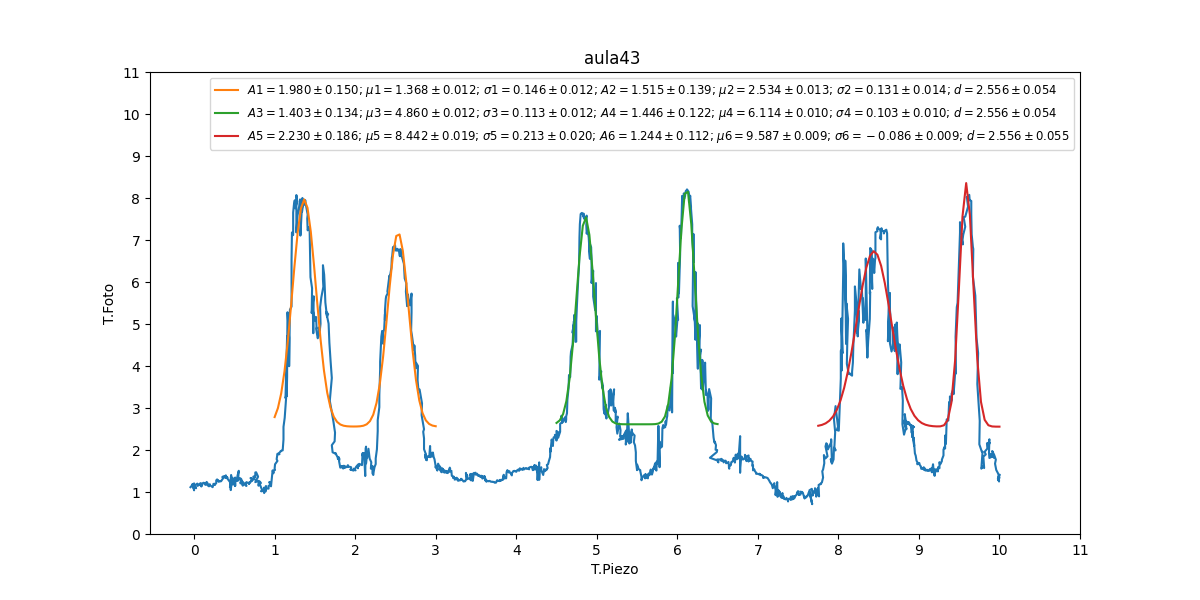 aula43
A1 = 1.980 ± 0.150; μ1 = 1.368 ± 0.012; σ1 = 0.146 ± 0.012; A2 = 1.515 ± 0.139; μ2 = 2.534 ± 0.013; σ2 = 0.131 ± 0.014; d = 2.556 ± 0.054
A3 = 1.403 ± 0.134; μ3 = 4.860 ± 0.012; σ3 = 0.113 ± 0.012; A4 = 1.446 ± 0.122; μ4 = 6.114 ± 0.010; σ4 = 0.103 ± 0.010; d = 2.556 ± 0.054
A5 = 2.230 ± 0.186; μ5 = 8.442 ± 0.019; σ5 = 0.213 ± 0.020; A6 = 1.244 ± 0.112; μ6 = 9.587 ± 0.009; σ6 = −0.086 ± 0.009; d = 2.556 ± 0.055
11
10
9
8
7
6
5
4
3
2
1
0
T.Foto
0 1 2 3 4 5 6 7 8 9 10 11
T.Piezo